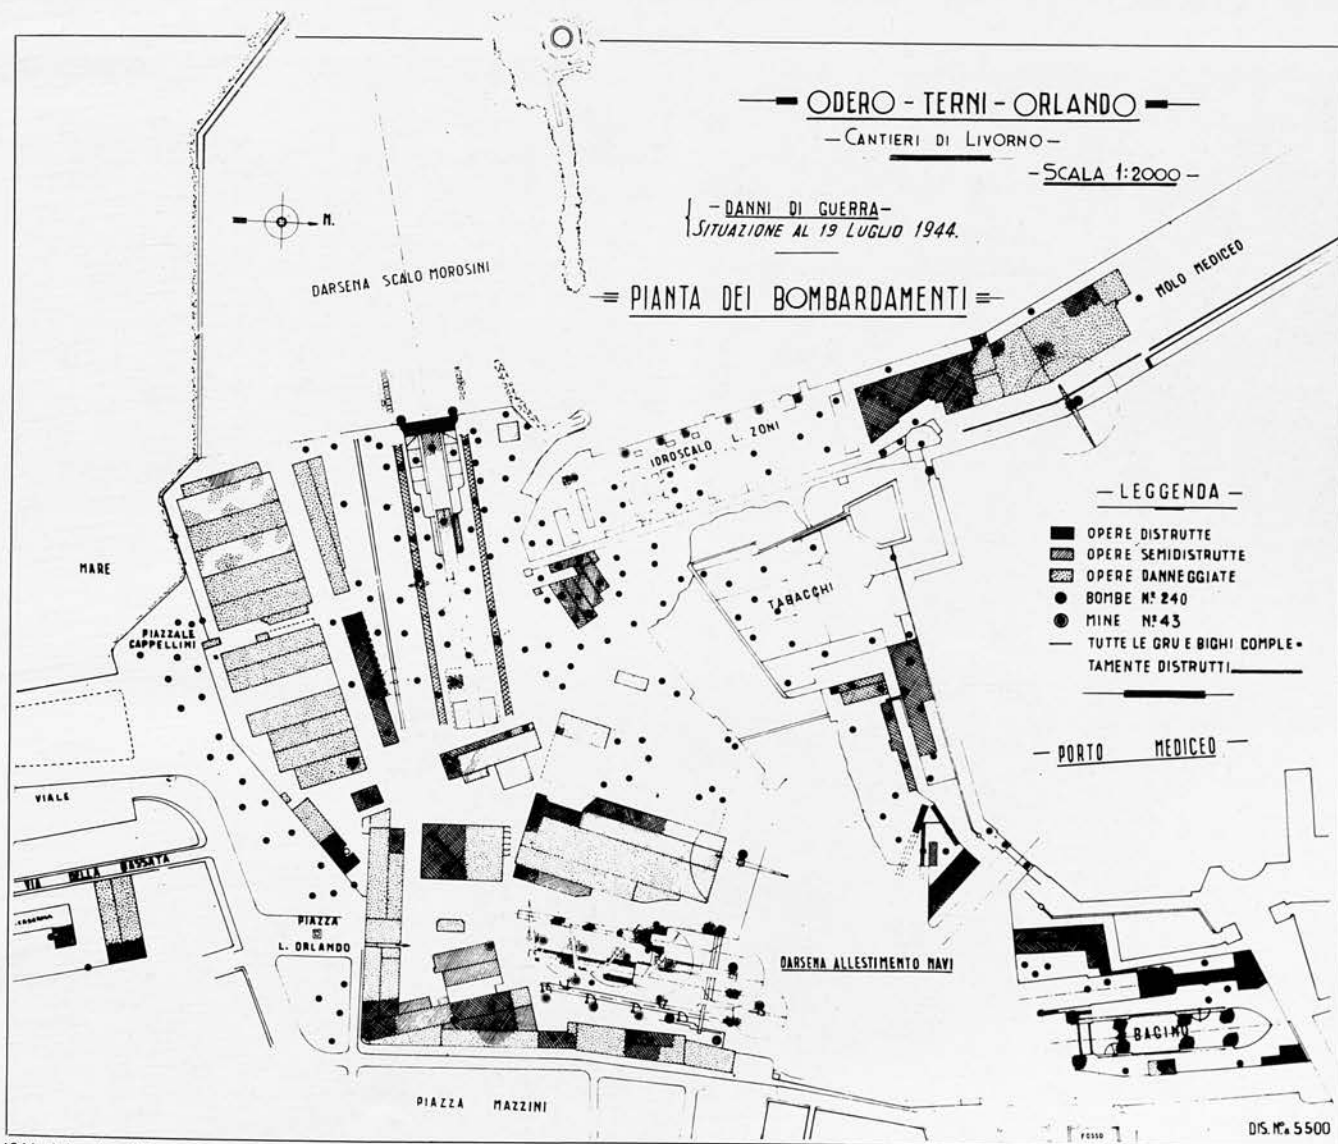 ODERO - TERNI - ORLANDO
- CANTIERI DI LIVORNO -
- SCALA 1:2000 -
- DANNI DI GUERRA -
SITUAZIONE AL 19 LUGLIO 1944.
= PIANTA DEI BOMBARDAMENTI =
N.
DARSENA SCALO MOROSINI
MOLO MEDICEO
IDROSCALO L. ZONI
- LEGGENDA -
OPERE DISTRUTTE
OPERE SEMIDISTRUTTE
OPERE DANNEGGIATE
BOMBE N° 240
MINE N° 43
TUTTE LE GRU E BIGHI COMPLE=
TAMENTE DISTRUTTI
MARE
TABACCHI
PIAZZALE
CAPPELLINI
- PORTO MEDICEO -
VIALE
VIA DELLA BASSATA
CASERMA
PIAZZA
L. ORLANDO
DARSENA ALLESTIMENTO NAVI
BACINO
PIAZZA MAZZINI
FOSSO
DIS. N° 5500